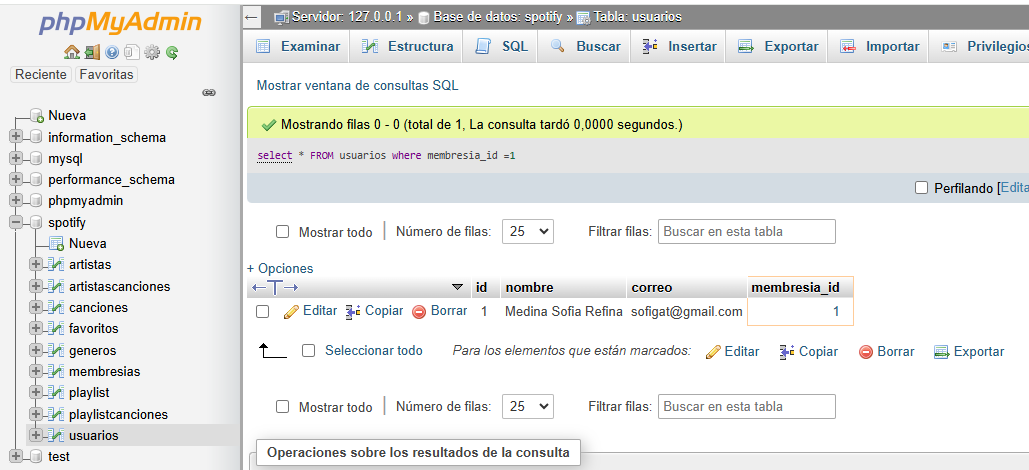 phpMyAdmin
Reciente Favoritas
Nueva
information_schema
mysql
performance_schema
phpmyadmin
spotify
Nueva
artistas
artistascanciones
canciones
favoritos
generos
membresias
playlist
playlistcanciones
usuarios
test
Servidor: 127.0.0.1 » Base de datos: spotify » Tabla: usuarios
Examinar Estructura SQL Buscar Insertar Exportar Importar Privilegios
Mostrar ventana de consultas SQL
Mostrando filas 0 - 0 (total de 1, La consulta tardó 0,0000 segundos.)
select * FROM usuarios where membresia_id =1
Perfilando [Edita
Mostrar todo Número de filas: 25 Filtrar filas: Buscar en esta tabla
+ Opciones
id nombre correo membresia_id
Editar Copiar Borrar 1 Medina Sofia Refina sofigat@gmail.com 1
Seleccionar todo Para los elementos que están marcados: Editar Copiar Borrar Exportar
Mostrar todo Número de filas: 25 Filtrar filas: Buscar en esta tabla
Operaciones sobre los resultados de la consulta